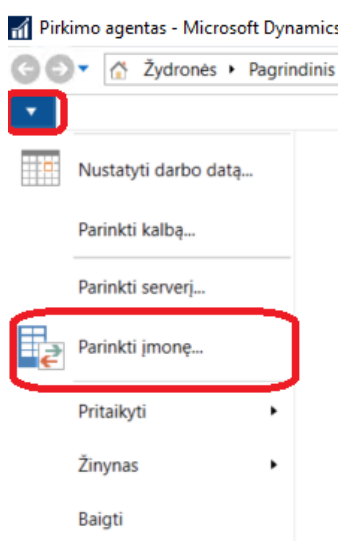 Pirkimo agentas - Microsoft Dynamics
Žydronės Pagrindinis
Nustatyti darbo datą...
Parinkti kalbą...
Parinkti serverį...
Parinkti įmonę...
Pritaikyti
Žinynas
Baigti